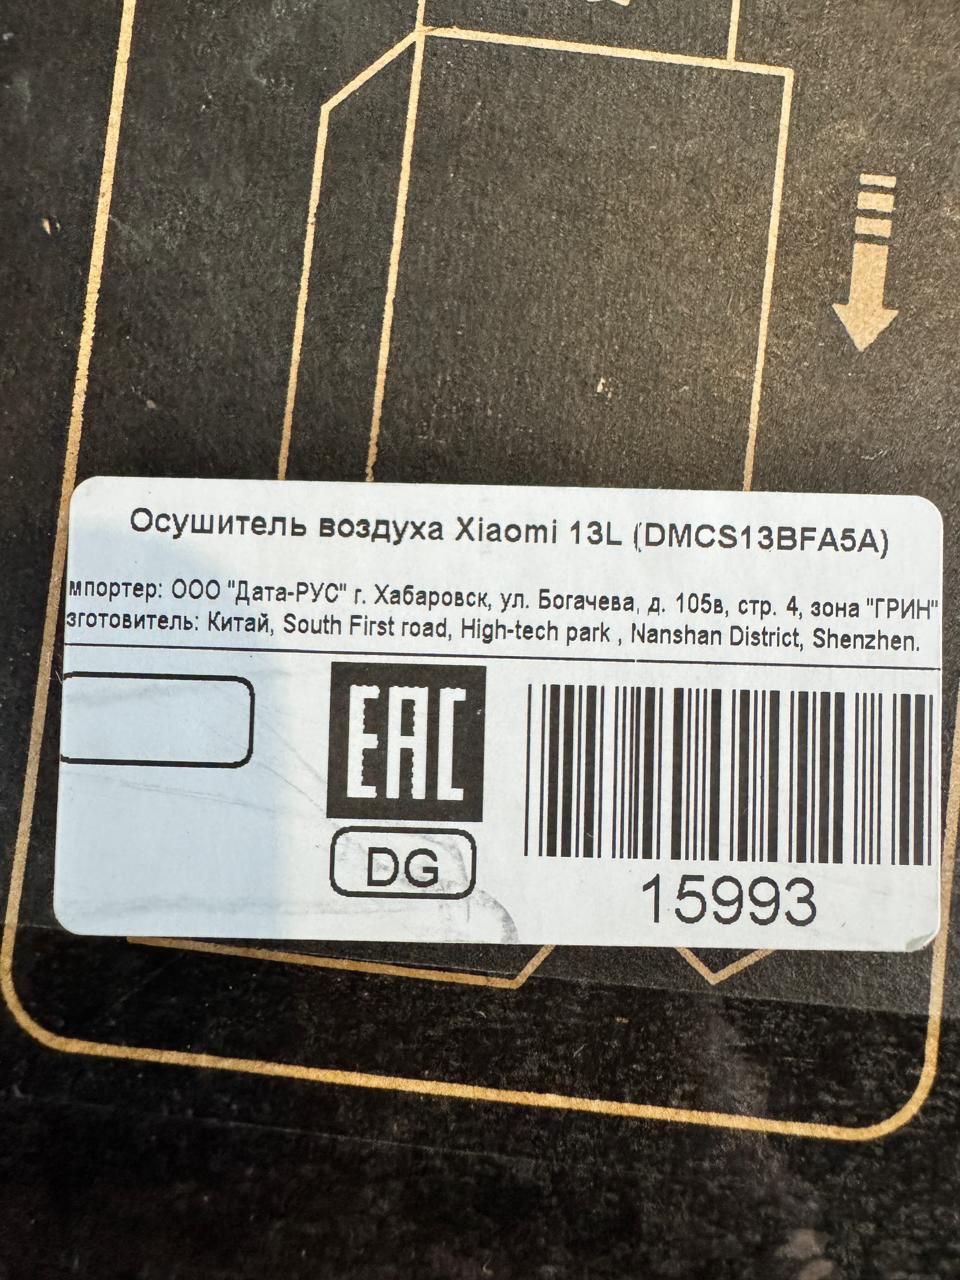 Осушитель воздуха Xiaomi 13L (DMCS13BFA5A)
мпортер: ООО "Дата-РУС" г. Хабаровск, ул. Богачева, д. 105в, стр. 4, зона "ГРИН"
зготовитель: Китай, South First road, High-tech park , Nanshan District, Shenzhen.
EAC
DG
15993